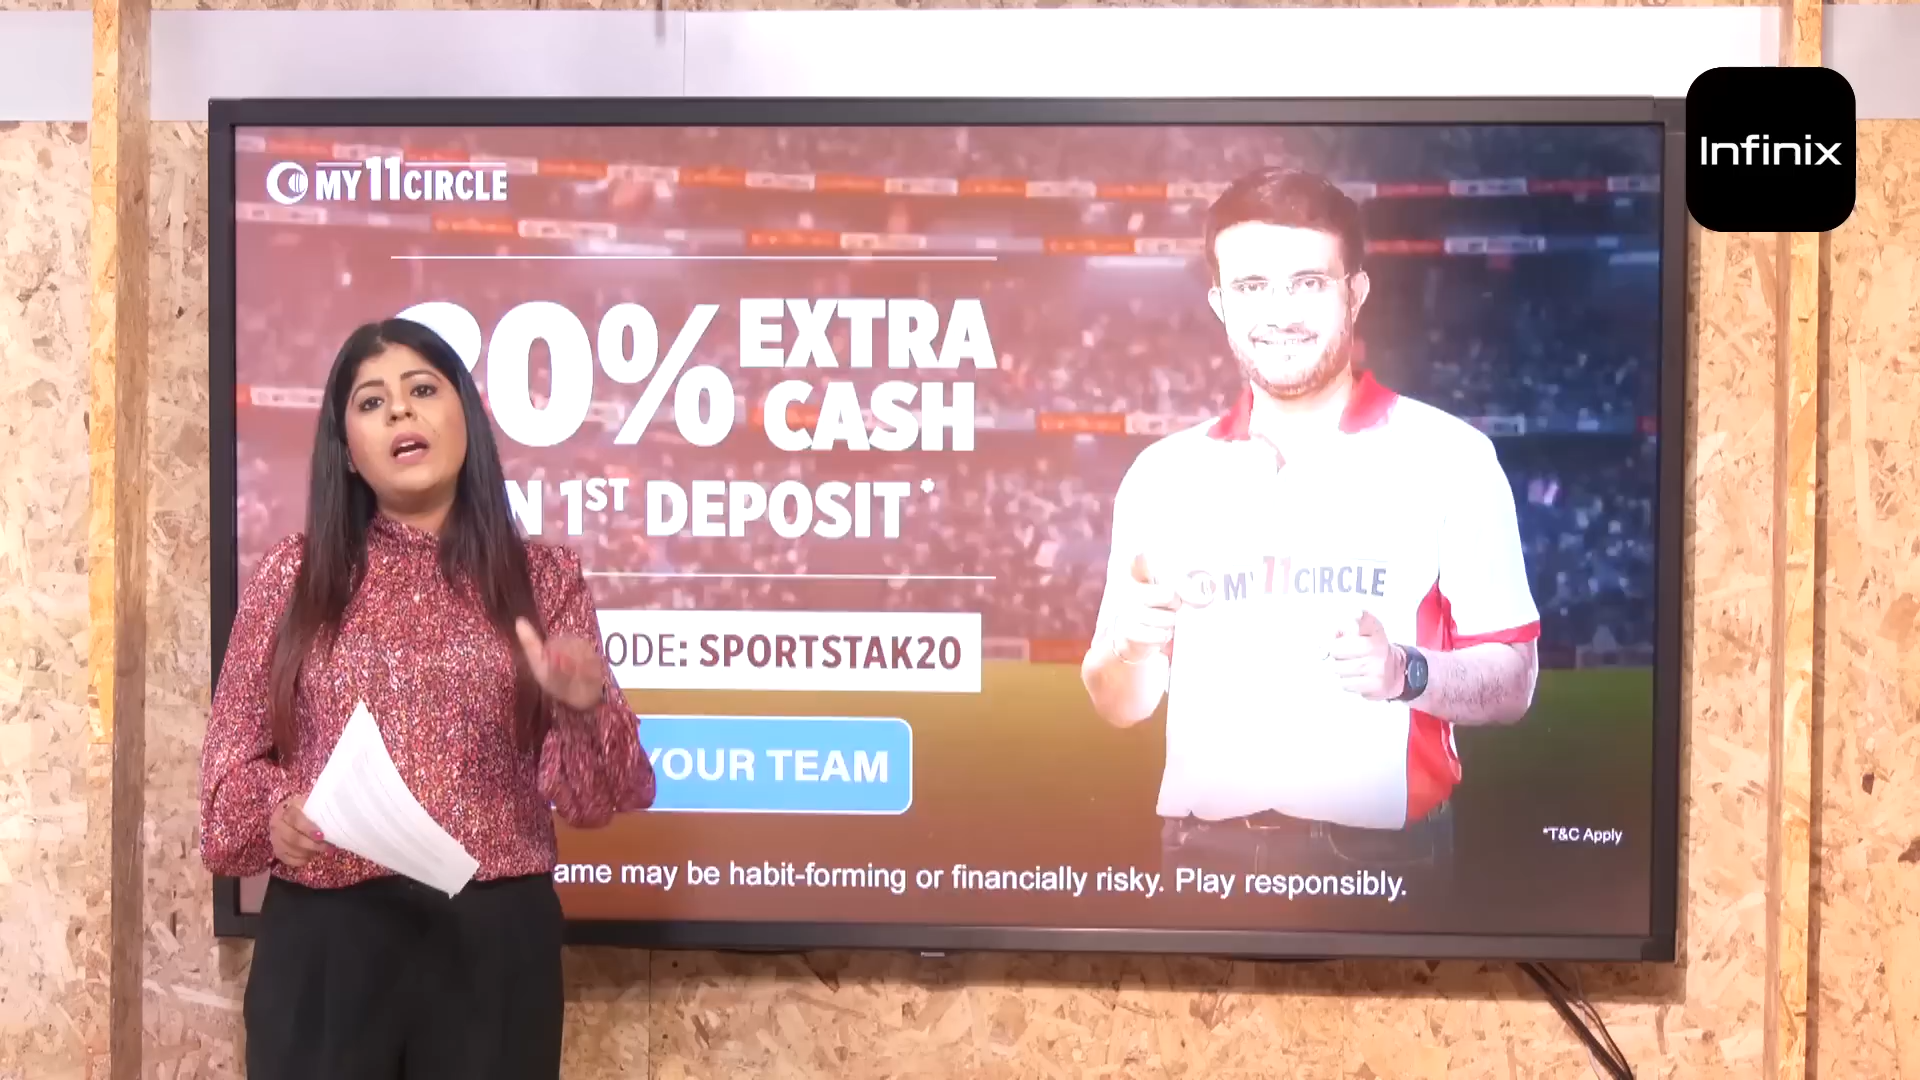 MY11CIRCLE
Infinix
20% EXTRA
CASH
N 1ST DEPOSIT*
ODE: SPORTSTAK20
YOUR TEAM
MY11CIRCLE
*T&C Apply
ame may be habit-forming or financially risky. Play responsibly.